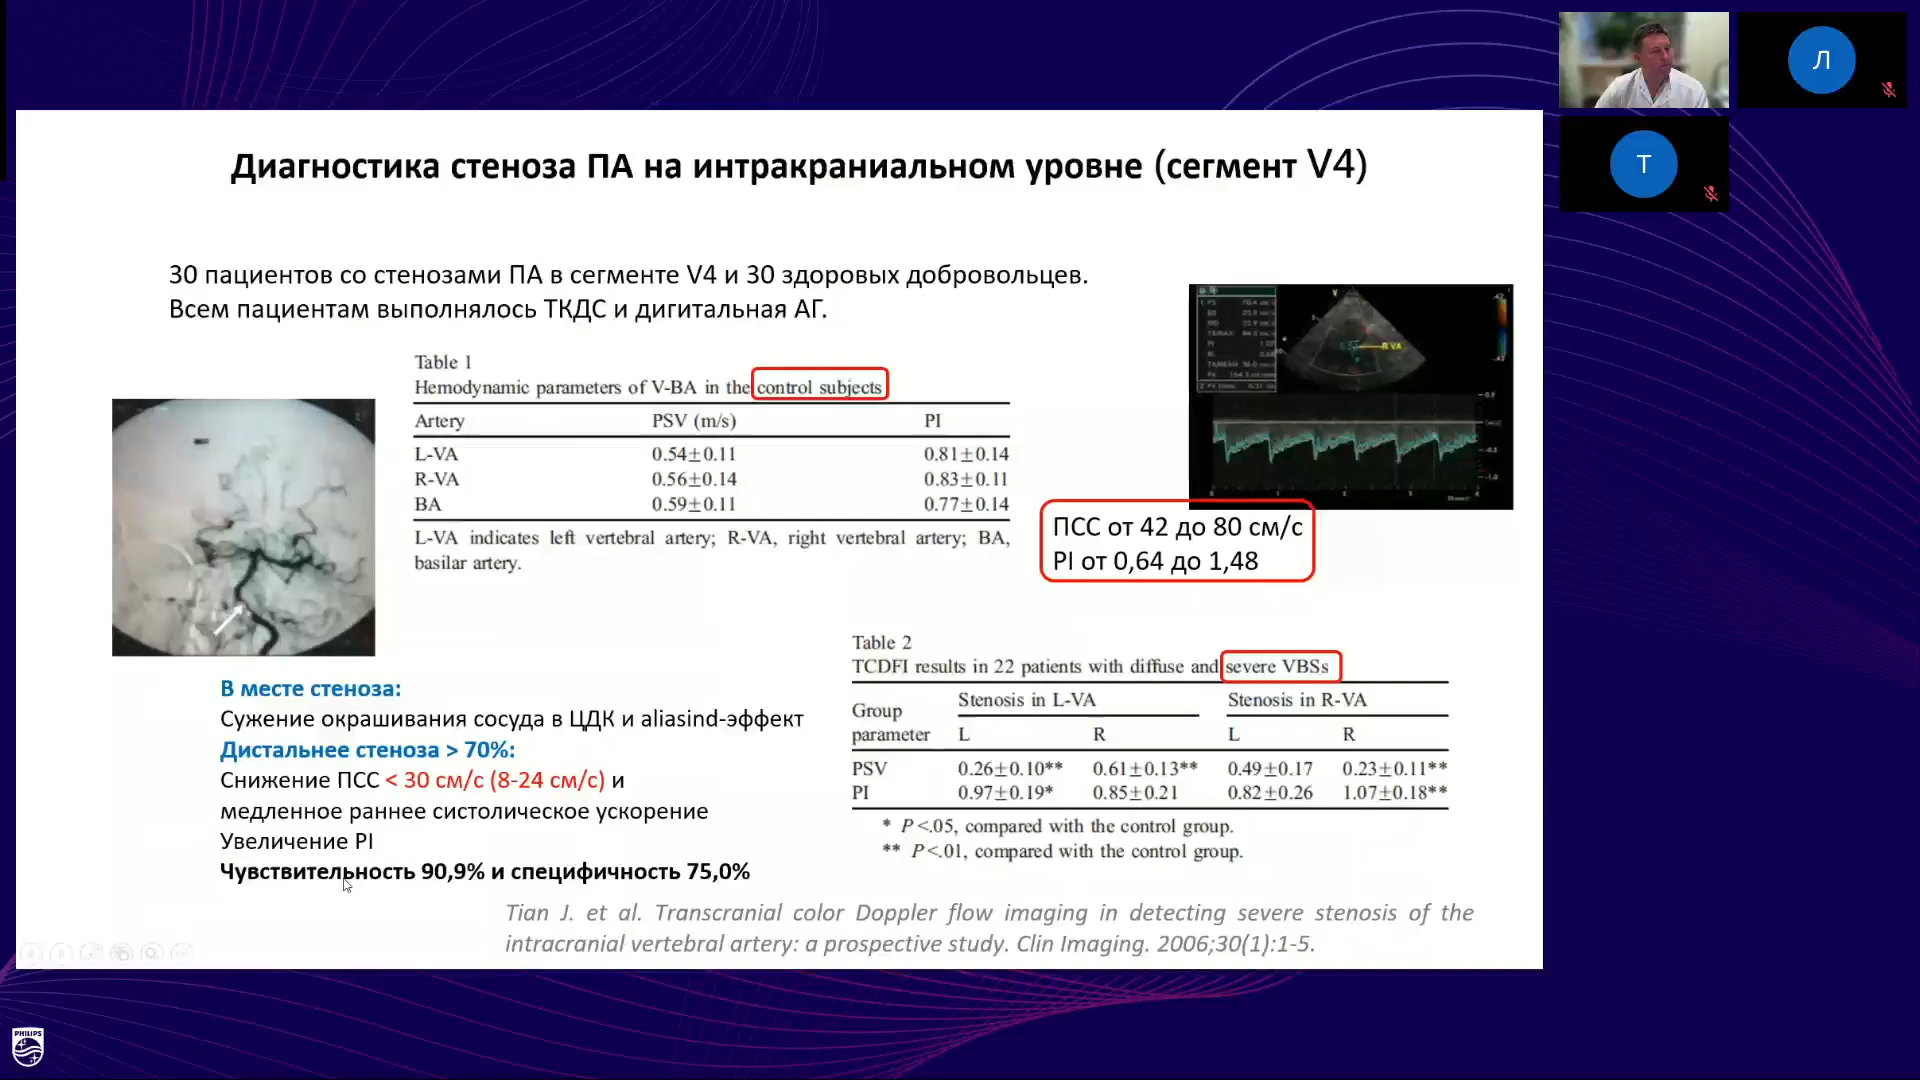 Л
Т
Диагностика стеноза ПА на интракраниальном уровне (сегмент V4)
30 пациентов со стенозами ПА в сегменте V4 и 30 здоровых добровольцев.
Всем пациентам выполнялось ТКДС и дигитальная АГ.
Table 1
Hemodynamic parameters of V-BA in the control subjects
Artery PSV (m/s) PI
L-VA 0.54±0.11 0.81±0.14
R-VA 0.56±0.14 0.83±0.11
BA 0.59±0.11 0.77±0.14
L-VA indicates left vertebral artery; R-VA, right vertebral artery; BA,
basilar artery.
R VA
ПСС от 42 до 80 см/с
PI от 0,64 до 1,48
В месте стеноза:
Сужение окрашивания сосуда в ЦДК и aliasind-эффект
Дистальнее стеноза > 70%:
Снижение ПСС < 30 см/с (8-24 см/с) и
медленное раннее систолическое ускорение
Увеличение PI
Чувствительность 90,9% и специфичность 75,0%
Table 2
TCDFI results in 22 patients with diffuse and severe VBSs
Group Stenosis in L-VA Stenosis in R-VA
parameter L R L R
PSV 0.26±0.10** 0.61±0.13** 0.49±0.17 0.23±0.11**
PI 0.97±0.19* 0.85±0.21 0.82±0.26 1.07±0.18**
* P<.05, compared with the control group.
** P<.01, compared with the control group.
Tian J. et al. Transcranial color Doppler flow imaging in detecting severe stenosis of the
intracranial vertebral artery: a prospective study. Clin Imaging. 2006;30(1):1-5.
PHILIPS